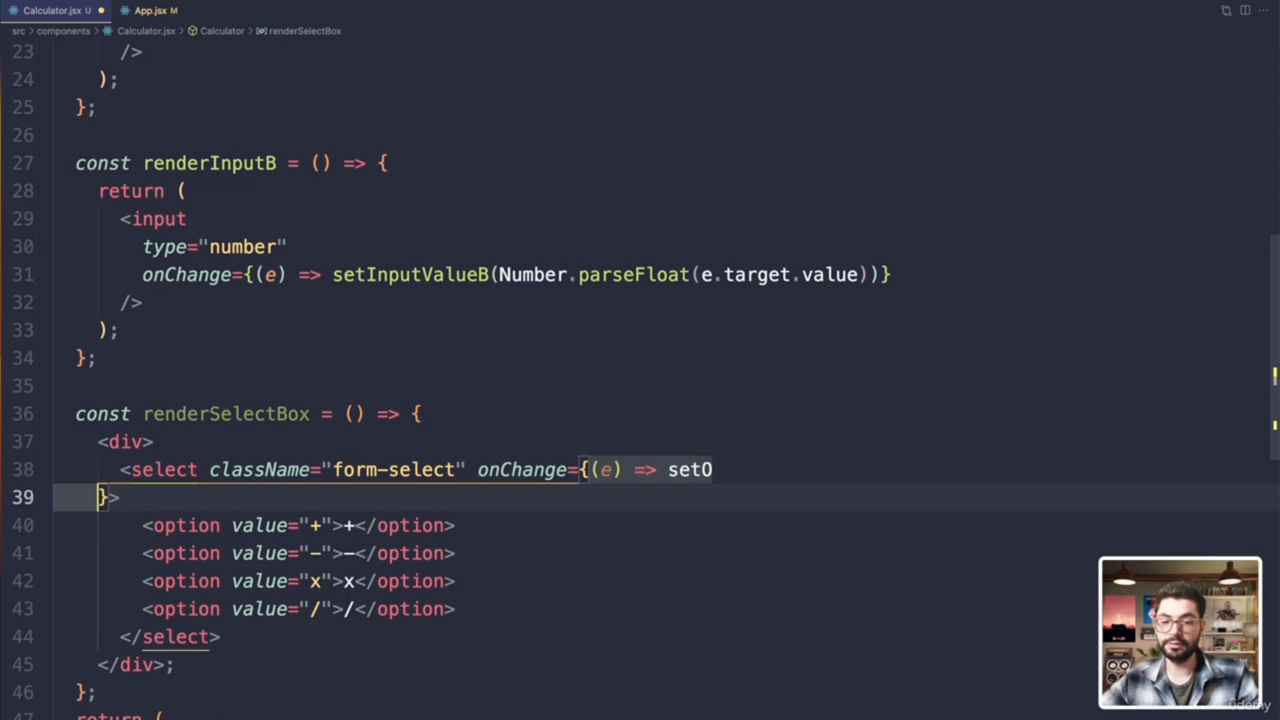 Calculator.jsx U
App.jsx M
src > components > Calculator.jsx > Calculator > renderSelectBox
23 />
24 );
25 };
26
27 const renderInputB = () => {
28 return (
29 <input
30 type="number"
31 onChange={(e) => setInputValueB(Number.parseFloat(e.target.value))}
32 />
33 );
34 };
35
36 const renderSelectBox = () => {
37 <div>
38 <select className="form-select" onChange={(e) => setO
39 }>
40 <option value="+">+</option>
41 <option value="-">-</option>
42 <option value="x">x</option>
43 <option value="/">/</option>
44 </select>
45 </div>;
46 };
47 return (
ûdemy